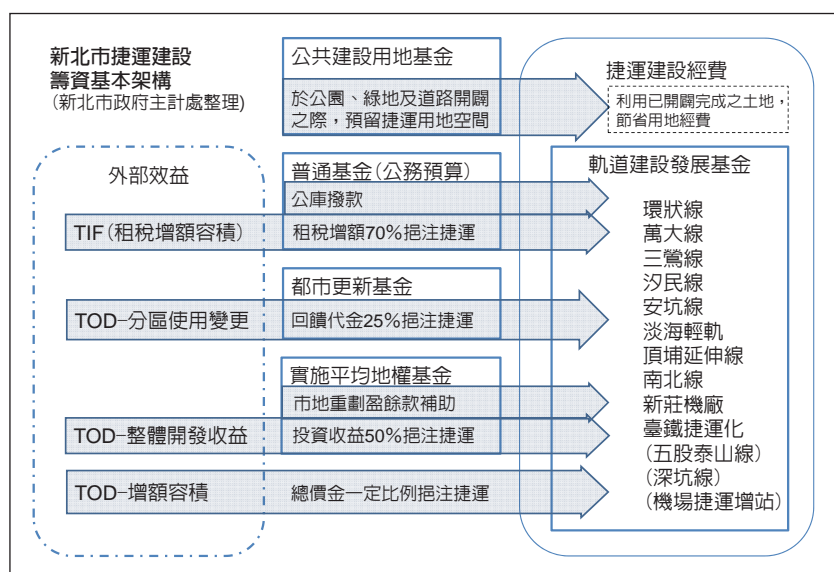 新北市捷運建設
籌資基本架構
(新北市政府主計處整理)
公共建設用地基金
於公園、綠地及道路開闢
之際，預留捷運用地空間
捷運建設經費
利用已開闢完成之土地，
節省用地經費
外部效益
普通基金(公務預算)
公庫撥款
TIF(租稅增額容積)
租稅增額70%挹注捷運
都市更新基金
TOD-分區使用變更
回饋代金25%挹注捷運
實施平均地權基金
市地重劃盈餘款補助
TOD-整體開發收益
投資收益50%挹注捷運
TOD-增額容積
總價金一定比例挹注捷運
軌道建設發展基金
環狀線
萬大線
三鶯線
汐民線
安坑線
淡海輕軌
頂埔延伸線
南北線
新莊機廠
臺鐵捷運化
(五股泰山線)
(深坑線)
(機場捷運增站)